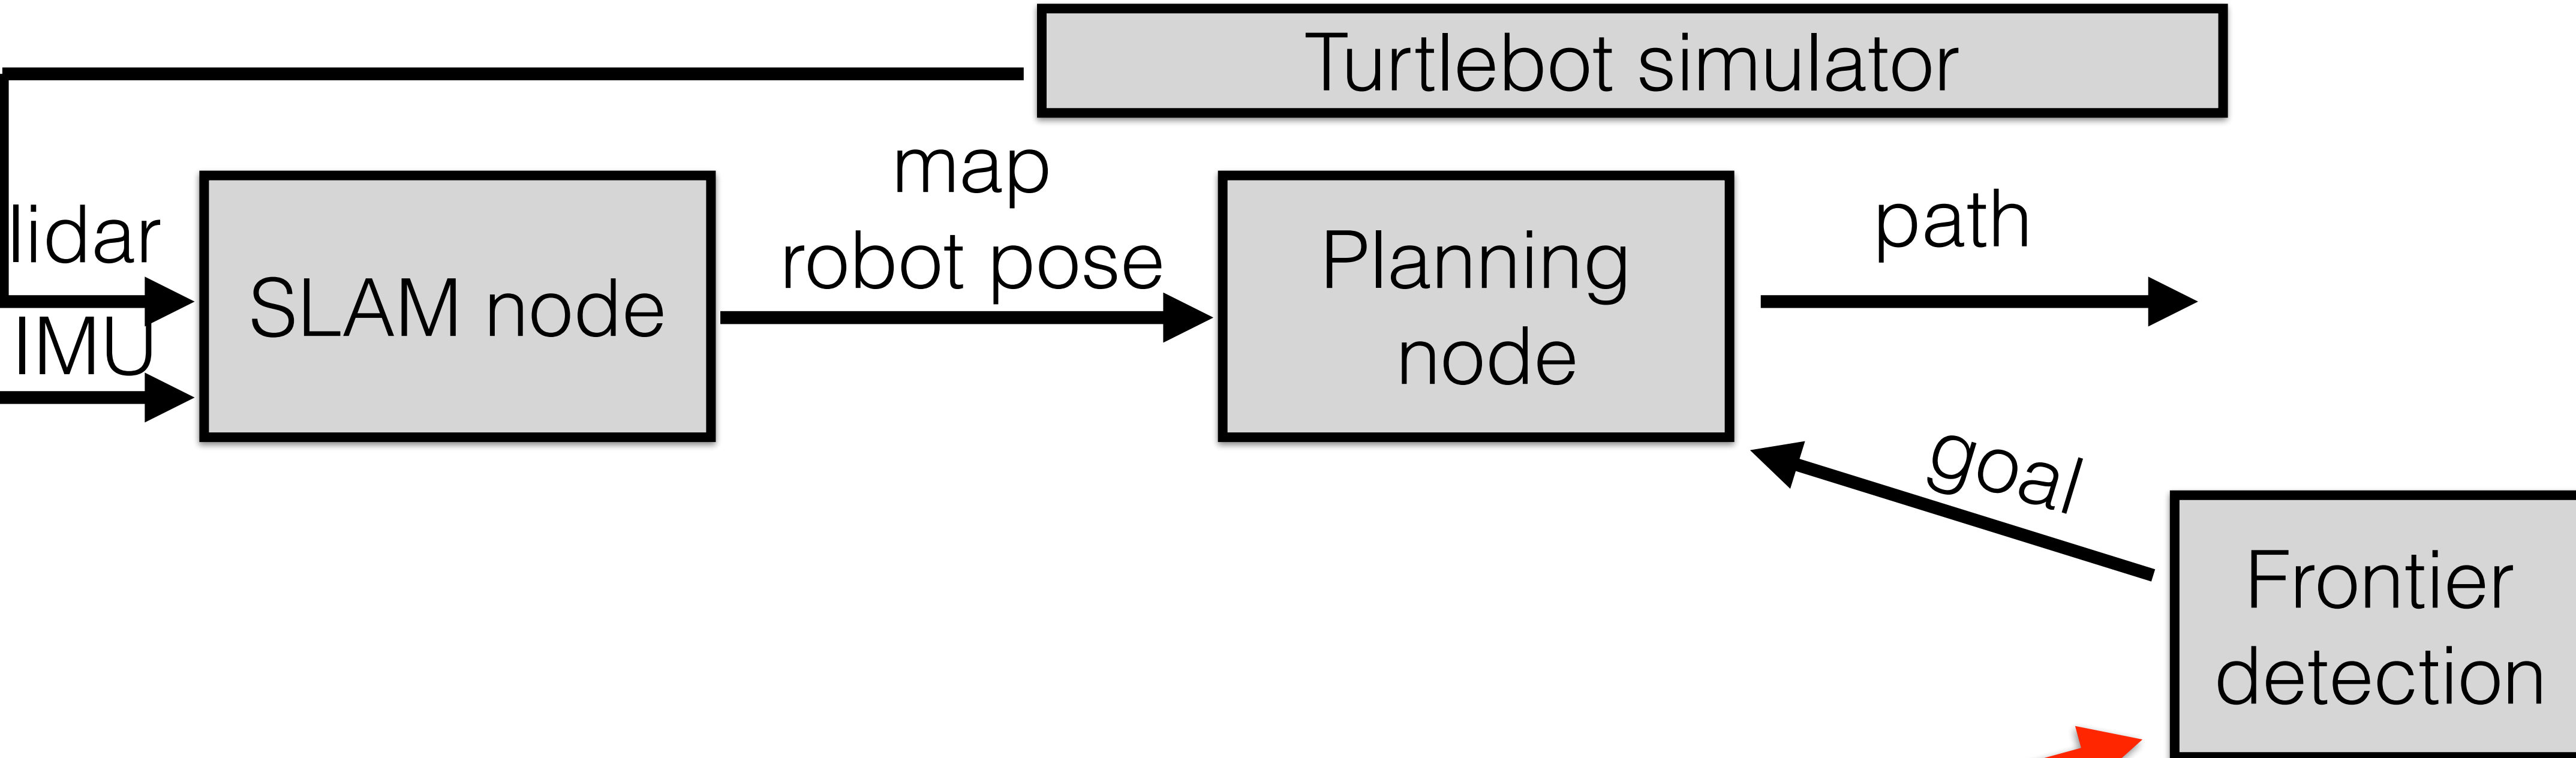 Turtlebot simulator
lidar
IMU
SLAM node
map
robot pose
Planning
node
path
goal
Frontier
detection